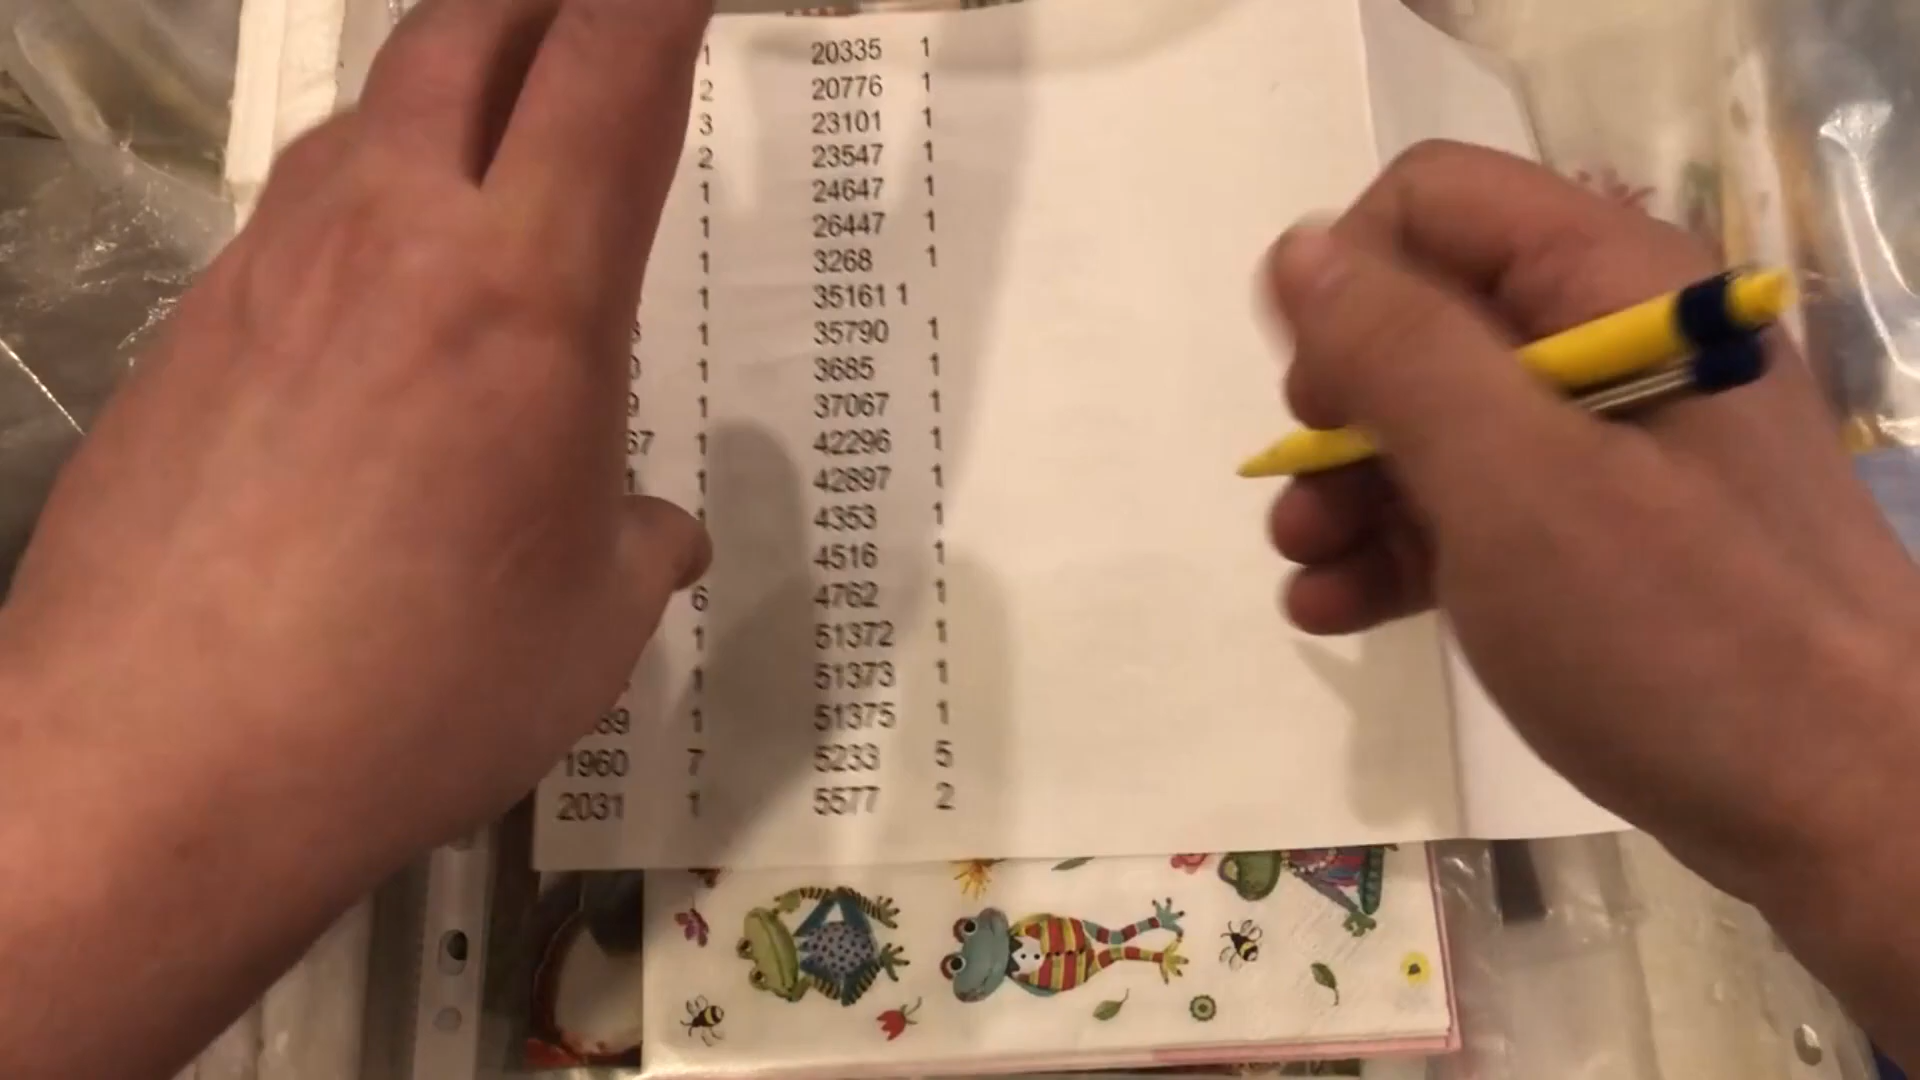 1 20335 1
2 20776 1
3 23101 1
2 23547 1
1 24647 1
1 26447 1
1 3268 1
1 35161 1
1 35790 1
1 3685 1
1 37067 1
1 42296 1
1 42897 1
4353 1
4516 1
6 4762 1
1 51372 1
1 51373 1
1 51375 1
1960 7 5233 5
2031 1 5577 2